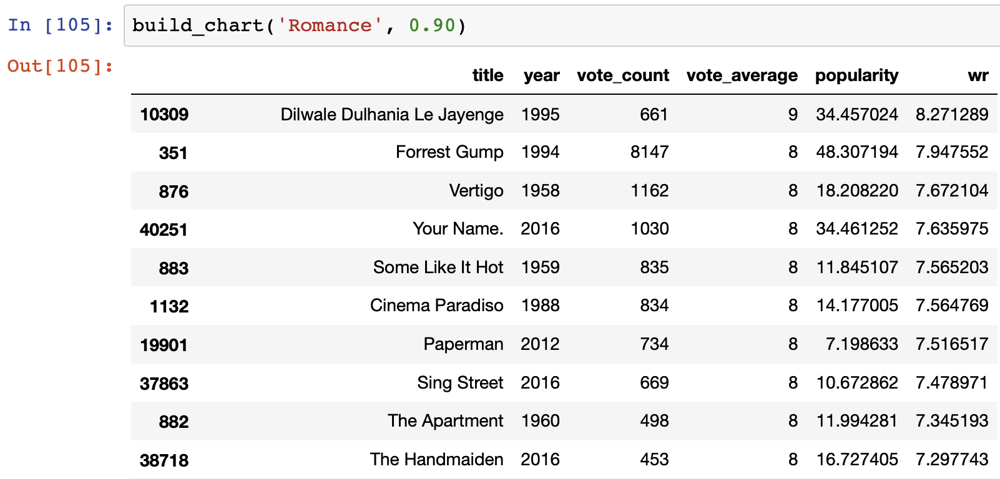 In [105]: build_chart('Romance', 0.90)
Out[105]:
title year vote_count vote_average popularity wr
10309 Dilwale Dulhania Le Jayenge 1995 661 9 34.457024 8.271289
351 Forrest Gump 1994 8147 8 48.307194 7.947552
876 Vertigo 1958 1162 8 18.208220 7.672104
40251 Your Name. 2016 1030 8 34.461252 7.635975
883 Some Like It Hot 1959 835 8 11.845107 7.565203
1132 Cinema Paradiso 1988 834 8 14.177005 7.564769
19901 Paperman 2012 734 8 7.198633 7.516517
37863 Sing Street 2016 669 8 10.672862 7.478971
882 The Apartment 1960 498 8 11.994281 7.345193
38718 The Handmaiden 2016 453 8 16.727405 7.297743